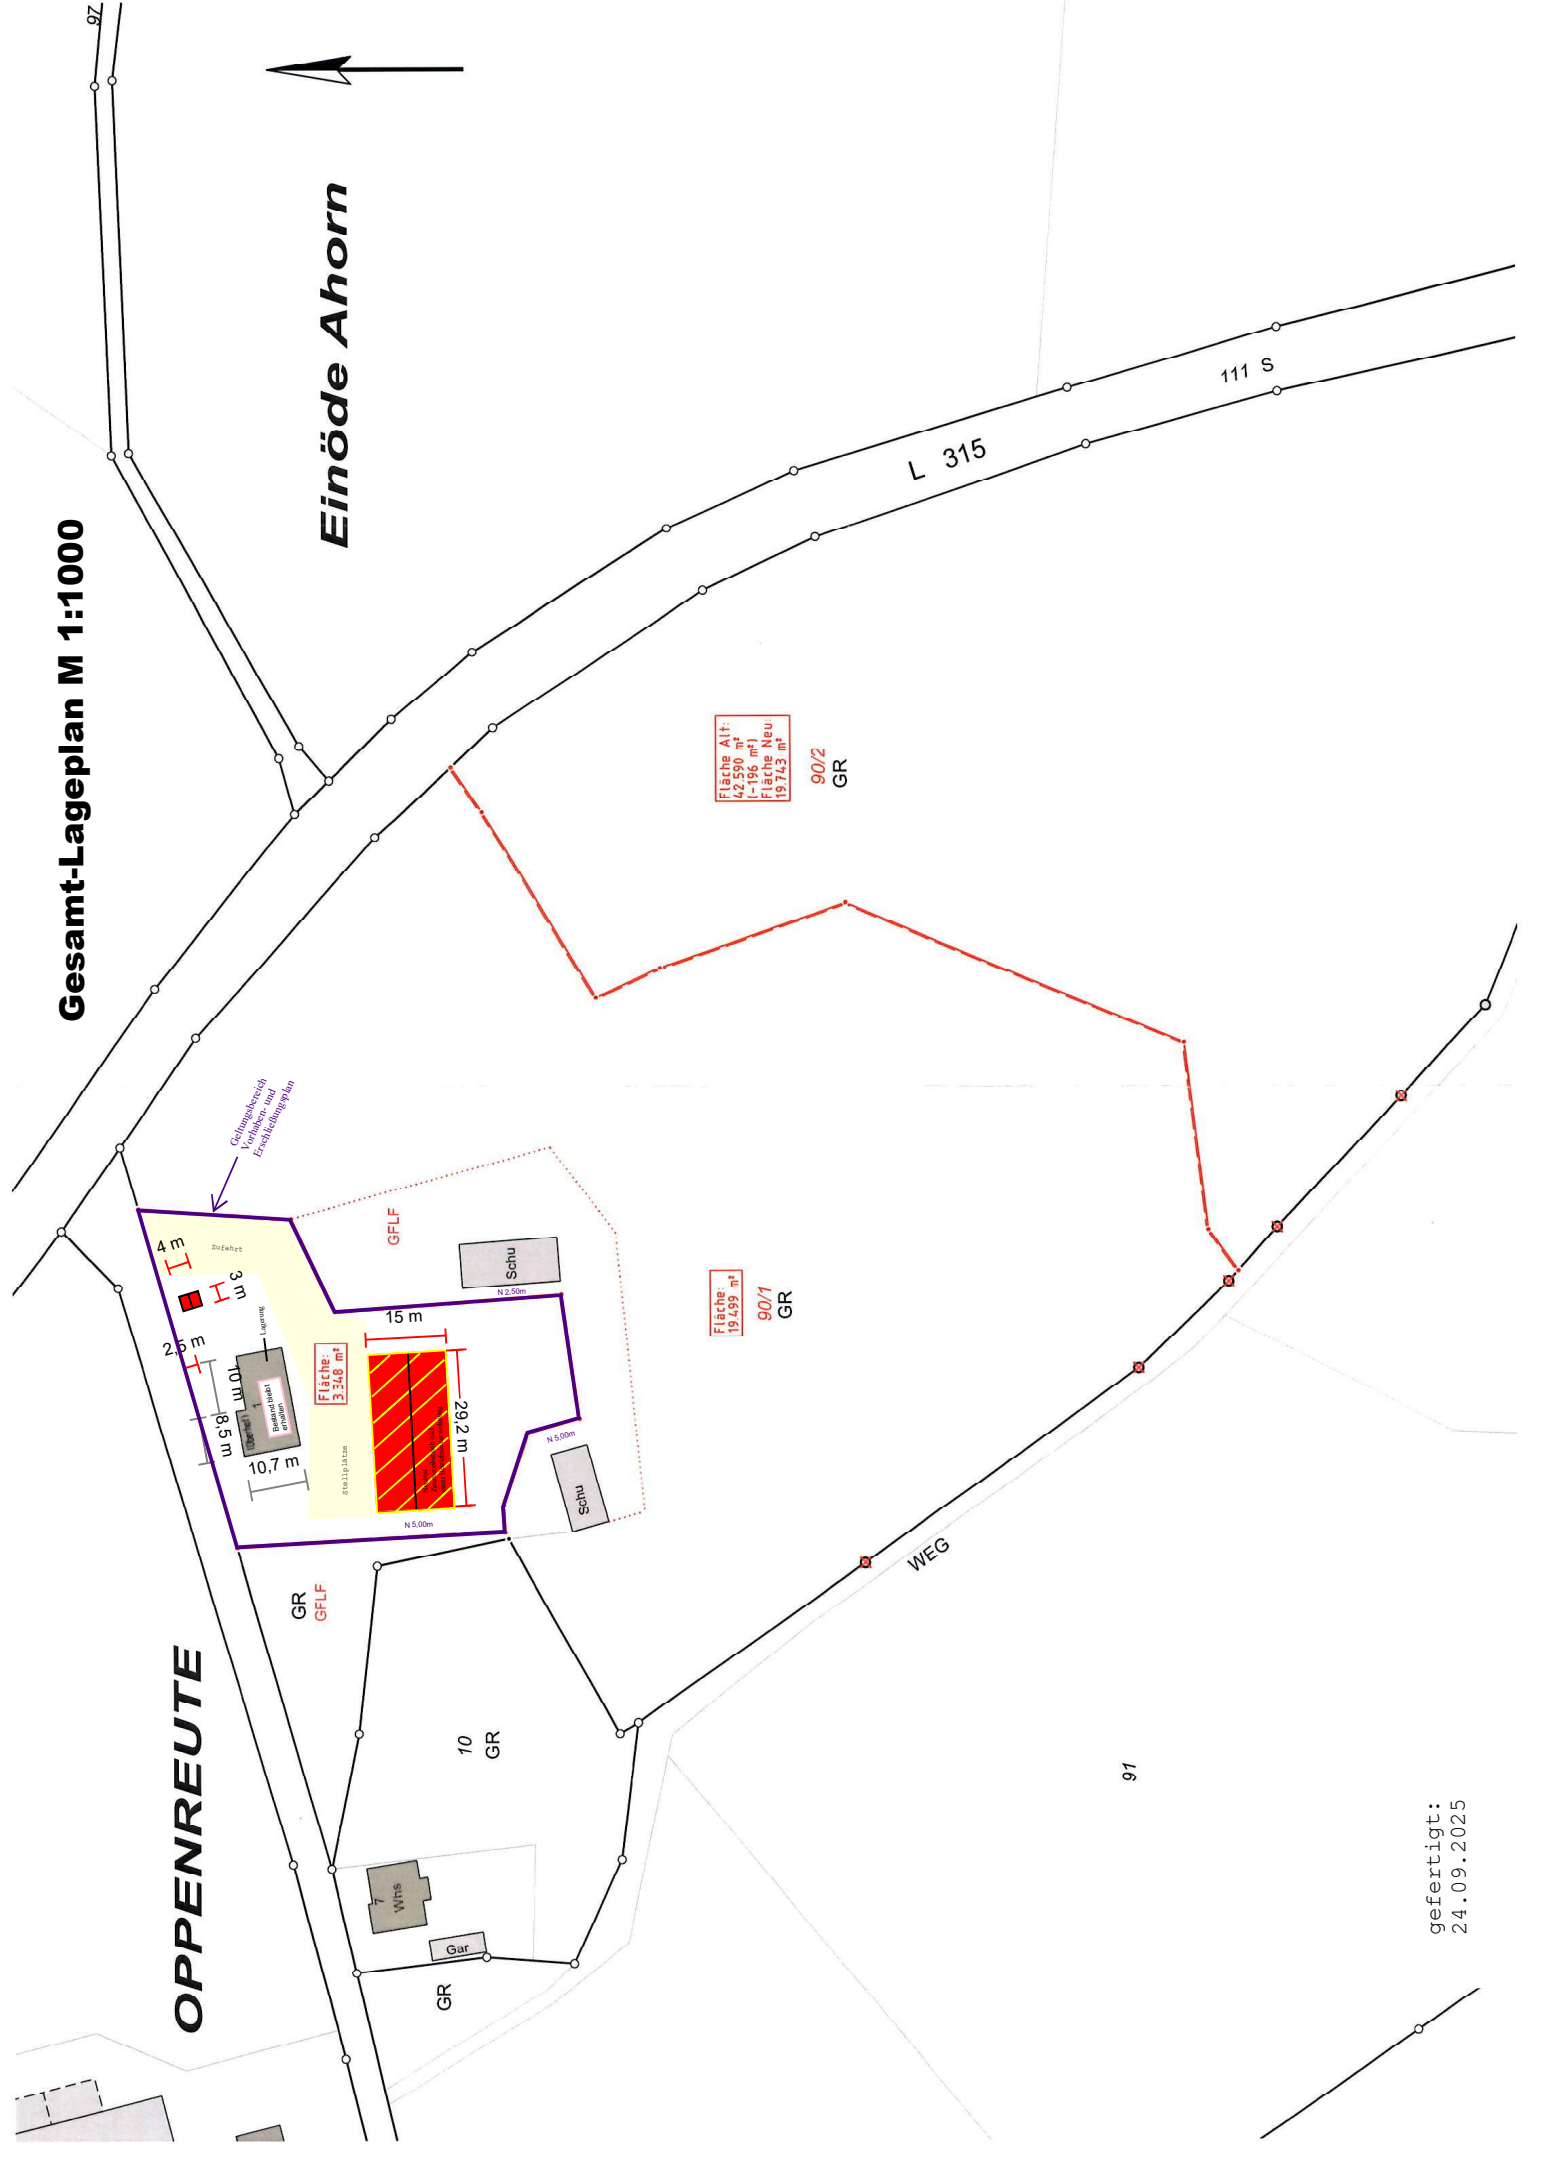 Gesamt-Lageplan M 1:1000
Einöde Ahorn
OPPENREUTE
76
L 315
111 S
Fläche Alt:
42.590 m²
(-196 m²)
Fläche Neu:
19.743 m²
90/2
GR
Geltungsbereich
Vorhaben- und
Erschließungsplan
GFLF
Schu
N 2,50m
Fläche:
19.499 m²
90/1
GR
4 m
Zufahrt
3 m
Lagerung
2,5 m
10 m
8,5 m
10,7 m
1
Bestand bleibt
erhalten
Fläche:
3.348 m²
Stellplätze
15 m
29,2 m
N 5,00m
N 5,00m
Schu
GR
GFLF
10
GR
7
Whs
Gar
GR
WEG
91
gefertigt:
24.09.2025